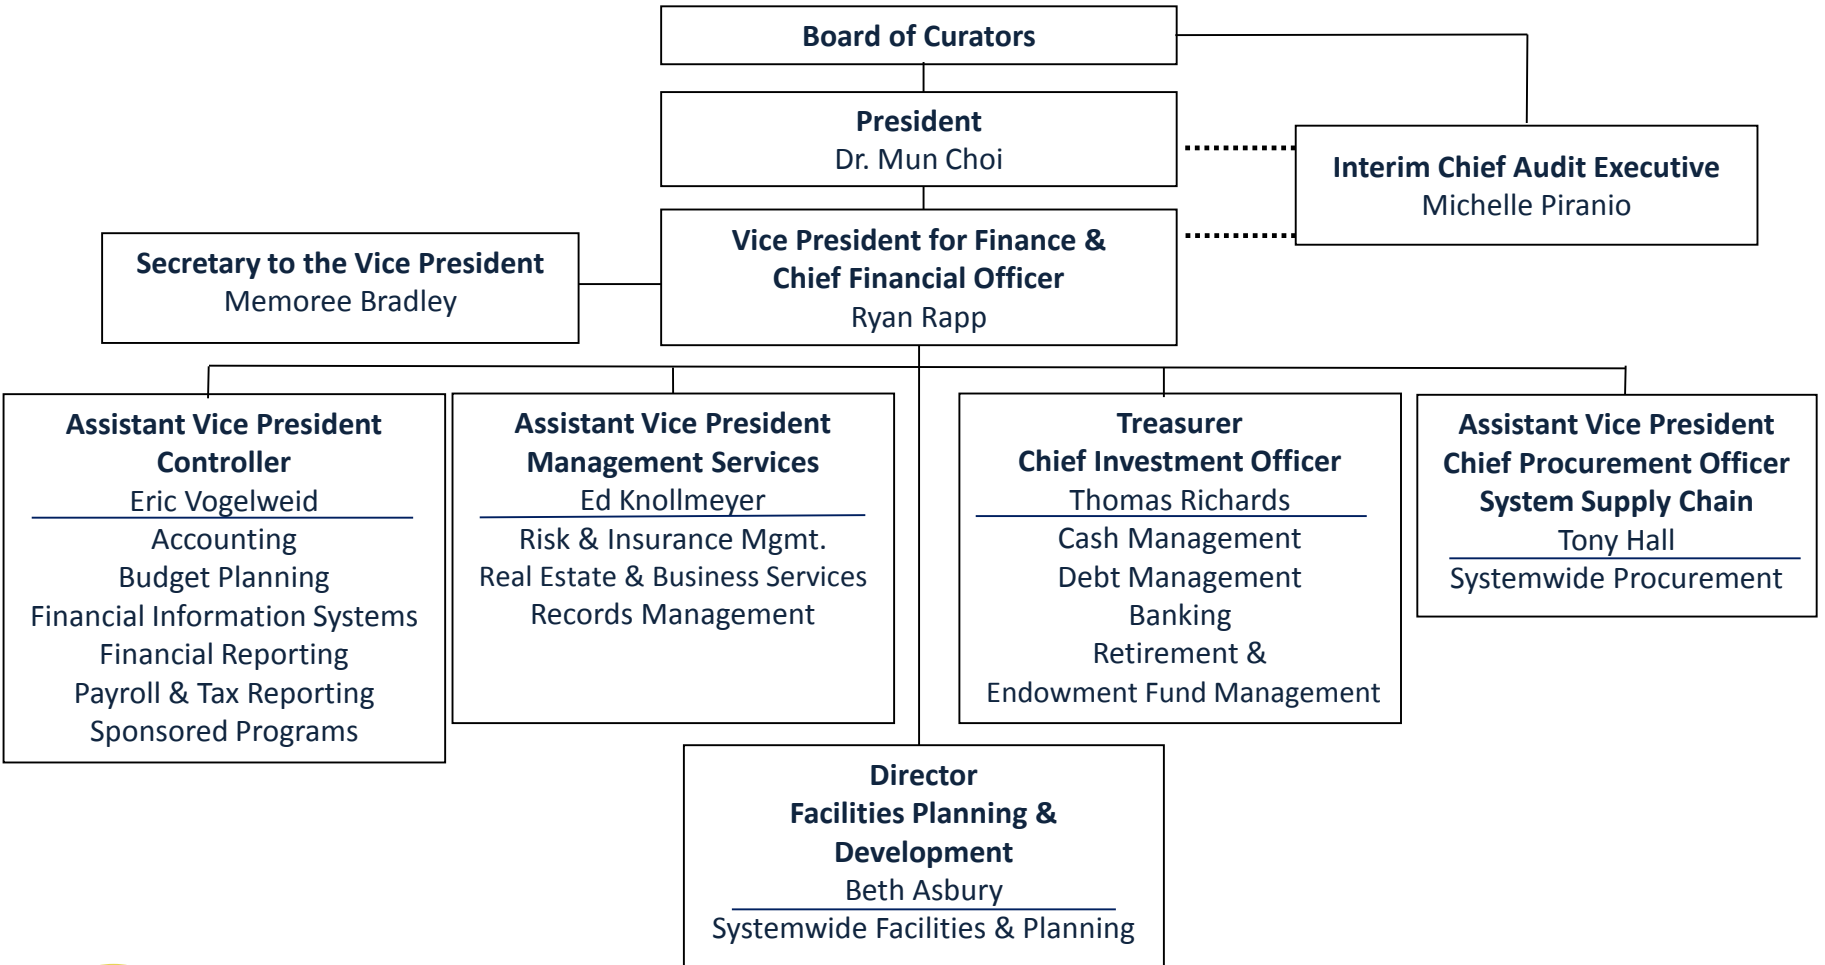 Board of Curators
President
Dr. Mun Choi
Interim Chief Audit Executive
Michelle Piranio
Vice President for Finance &
Chief Financial Officer
Ryan Rapp
Secretary to the Vice President
Memoree Bradley
Assistant Vice President
Controller
Eric Vogelweid
Accounting
Budget Planning
Financial Information Systems
Financial Reporting
Payroll & Tax Reporting
Sponsored Programs
Assistant Vice President
Management Services
Ed Knollmeyer
Risk & Insurance Mgmt.
Real Estate & Business Services
Records Management
Treasurer
Chief Investment Officer
Thomas Richards
Cash Management
Debt Management
Banking
Retirement &
Endowment Fund Management
Assistant Vice President
Chief Procurement Officer
System Supply Chain
Tony Hall
Systemwide Procurement
Director
Facilities Planning &
Development
Beth Asbury
Systemwide Facilities & Planning